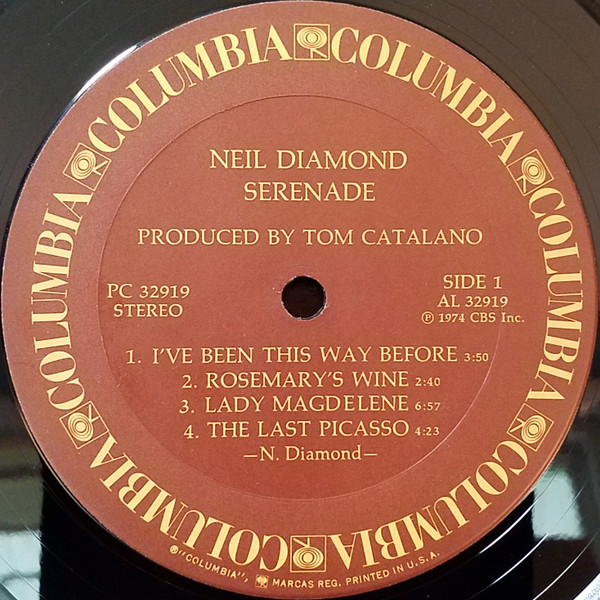 COLUMBIA COLUMBIA COLUMBIA COLUMBIA COLUMBIA COLUMBIA COLUMBIA COLUMBIA
NEIL DIAMOND
SERENADE
PRODUCED BY TOM CATALANO
PC 32919
STEREO
SIDE 1
AL 32919
℗ 1974 CBS Inc.
1. I'VE BEEN THIS WAY BEFORE 3:50
2. ROSEMARY'S WINE 2:40
3. LADY MAGDELENE 6:57
4. THE LAST PICASSO 4:23
—N. Diamond—
®"COLUMBIA", MARCAS REG. PRINTED IN U.S.A.